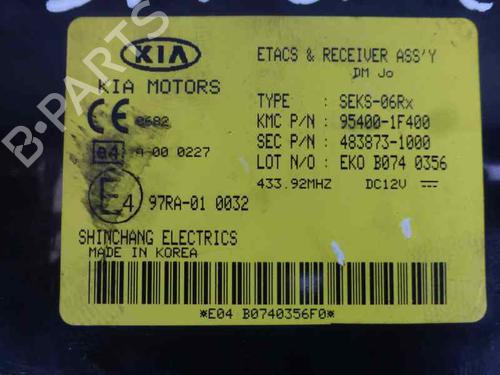 KIA
KIA MOTORS
ETACS & RECEIVER ASS'Y
DM Jo
TYPE : SEKS-06Rx
KMC P/N : 95400-1F400
SEC P/N : 483873-1000
LOT N/O : EKO B074 0356
433.92MHZ DC12V
CE 0682
e4 A-00 0227
E4 97RA-01 0032
SHINCHANG ELECTRICS
MADE IN KOREA
*E04 B0740356F0*